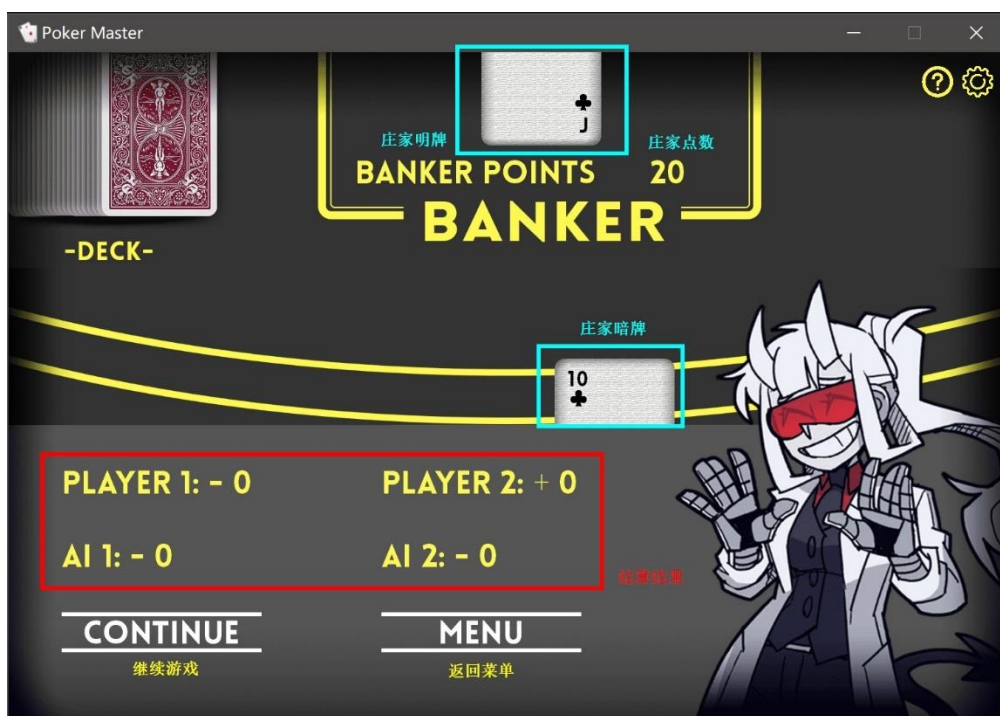 Poker Master
J
庄家明牌
庄家点数
BANKER POINTS 20
BANKER
-DECK-
庄家暗牌
10
PLAYER 1: - 0
PLAYER 2: + 0
AI 1: - 0
AI 2: - 0
结算结果
CONTINUE
MENU
继续游戏
返回菜单